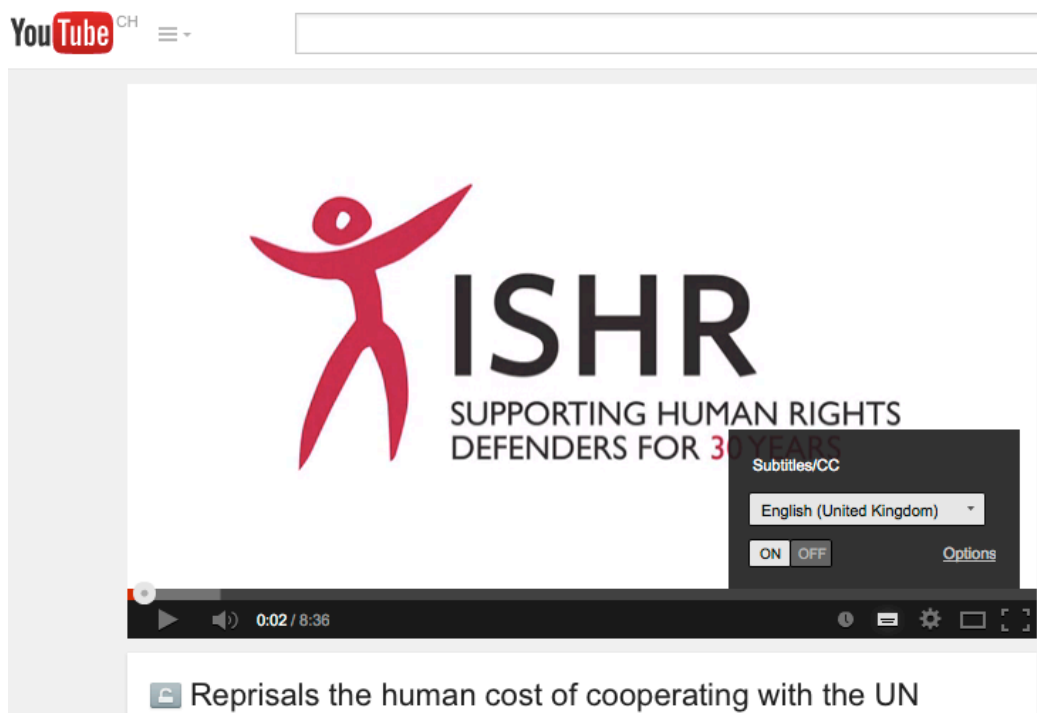 YouTube CH
ISHR
SUPPORTING HUMAN RIGHTS
DEFENDERS FOR 30 YEARS
Subtitles/CC
English (United Kingdom)
ON OFF
Options
0:02 / 8:36
Reprisals the human cost of cooperating with the UN